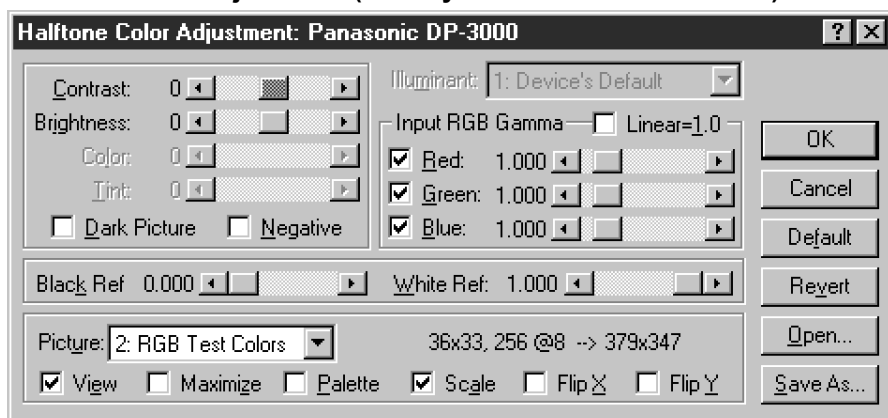 Halftone Color Adjustment: Panasonic DP-3000
Contrast: 0
Brightness: 0
Color: 0
Tint: 0
Dark Picture Negative
Illuminant: 1: Device's Default
Input RGB Gamma Linear=1.0
Red: 1.000
Green: 1.000
Blue: 1.000
Black Ref 0.000 White Ref: 1.000
Picture: 2: RGB Test Colors 36x33, 256 @8 --> 379x347
View Maximize Palette Scale Flip X Flip Y
OK
Cancel
Default
Revert
Open...
Save As...